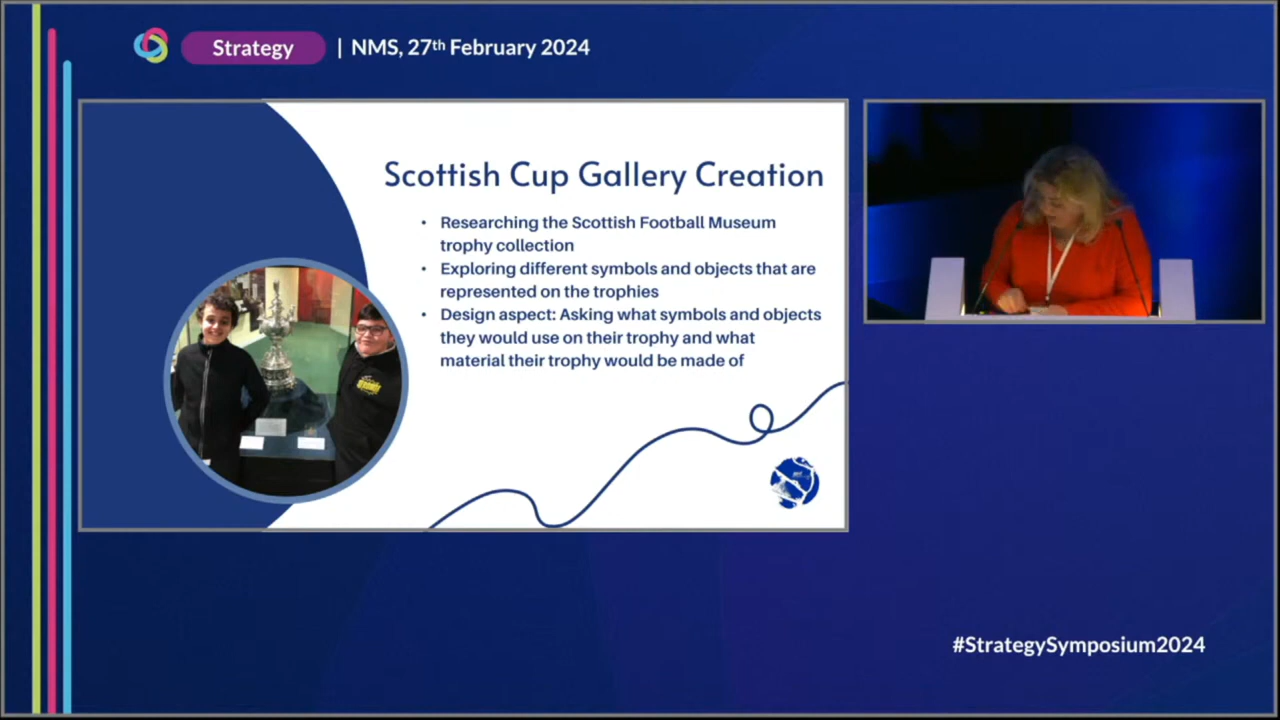 Strategy | NMS, 27th February 2024
Scottish Cup Gallery Creation
• Researching the Scottish Football Museum
trophy collection
• Exploring different symbols and objects that are
represented on the trophies
• Design aspect: Asking what symbols and objects
they would use on their trophy and what
material their trophy would be made of
#StrategySymposium2024